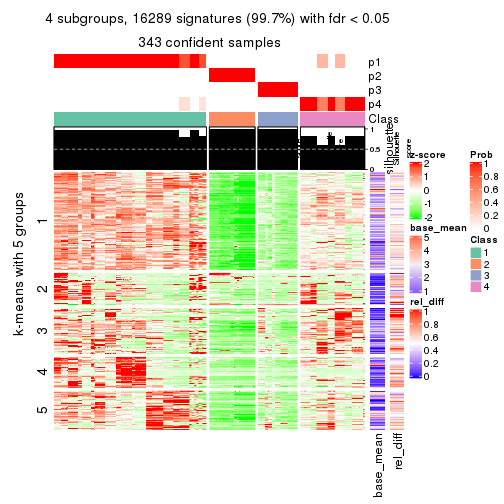 4 subgroups, 16289 signatures (99.7%) with fdr < 0.05
343 confident samples
p1
p2
p3
p4
Class
1
0.5
0
silhouette
Silhouette
score
k-means with 5 groups
1
2
3
4
5
base_mean
rel_diff
z-score
2
1
0
-1
-2
base_mean
5
4
3
2
1
rel_diff
1
0.8
0.6
0.4
0.2
0
Prob
1
0.8
0.6
0.4
0.2
0
Class
1
2
3
4